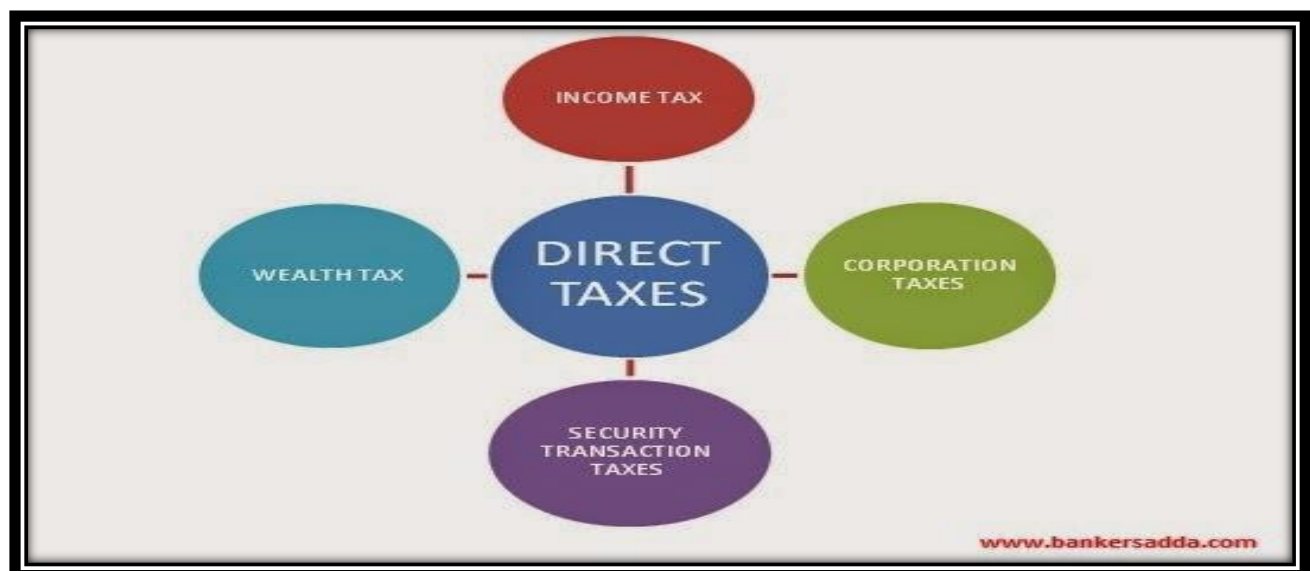 INCOME TAX
WEALTH TAX
DIRECT
TAXES
CORPORATION
TAXES
SECURITY
TRANSACTION
TAXES
www.bankersadda.com